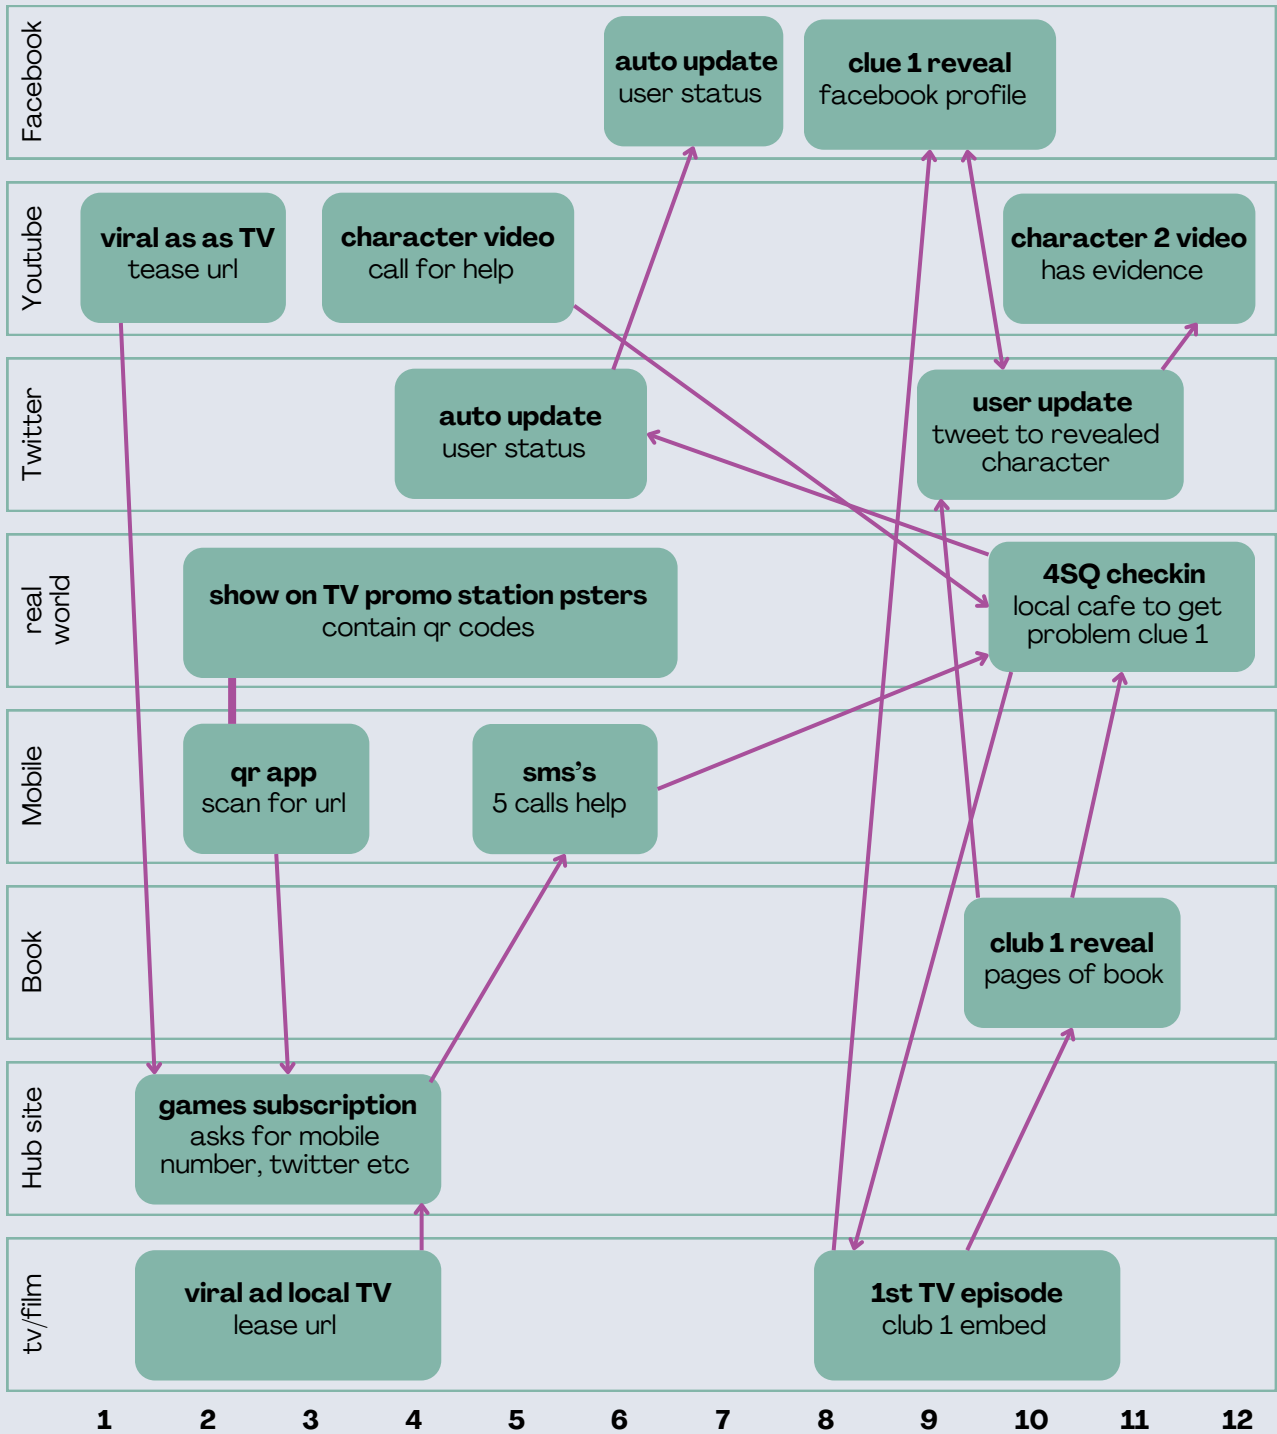 Facebook
auto update
user status
clue 1 reveal
facebook profile
Youtube
viral as as TV
tease url
character video
call for help
character 2 video
has evidence
Twitter
auto update
user status
user update
tweet to revealed
character
real
world
show on TV promo station psters
contain qr codes
4SQ checkin
local cafe to get
problem clue 1
Mobile
qr app
scan for url
sms's
5 calls help
Book
club 1 reveal
pages of book
Hub site
games subscription
asks for mobile
number, twitter etc
tv/film
viral ad local TV
lease url
1st TV episode
club 1 embed
1 2 3 4 5 6 7 8 9 10 11 12